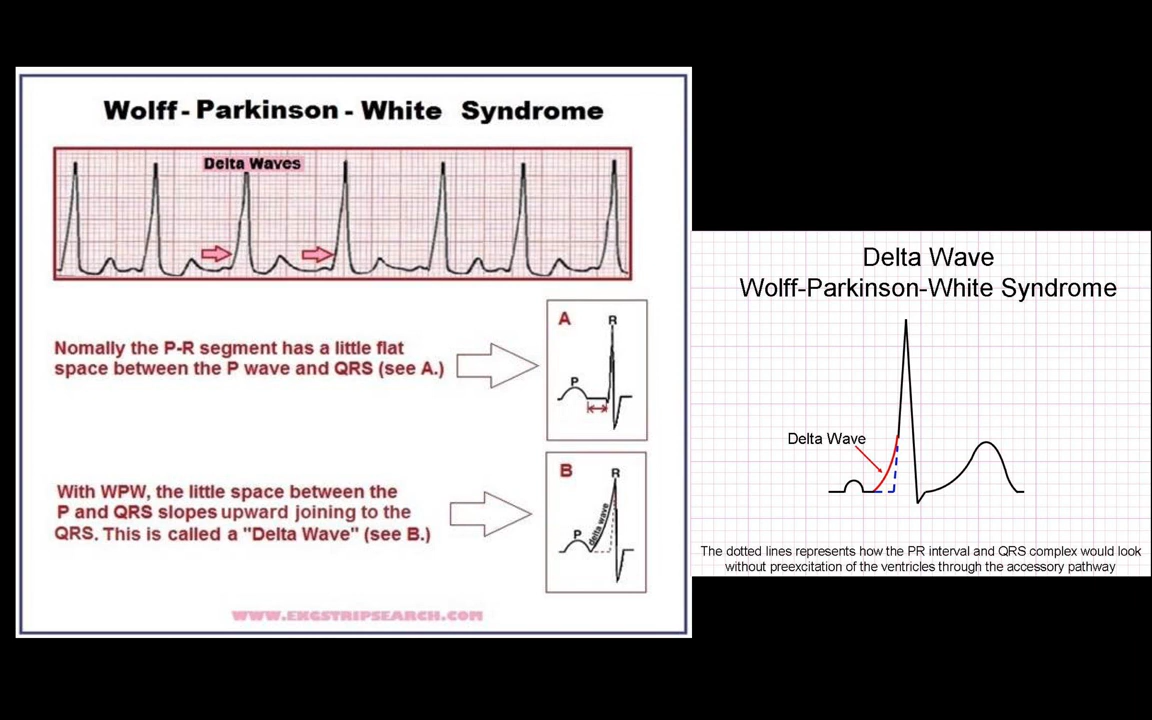 Wolff-Parkinson-White Syndrome
Delta Waves
Nomally the P-R segment has a little flat
space between the P wave and QRS (see A.)
A
R
P
With WPW, the little space between the
P and QRS slopes upward joining to the
QRS. This is called a "Delta Wave" (see B.)
B
R
P
delta wave
WWW.EKGSTRIPSEARCH.COM
Delta Wave
Wolff-Parkinson-White Syndrome
Delta Wave
The dotted lines represents how the PR interval and QRS complex would look
without preexcitation of the ventricles through the accessory pathway